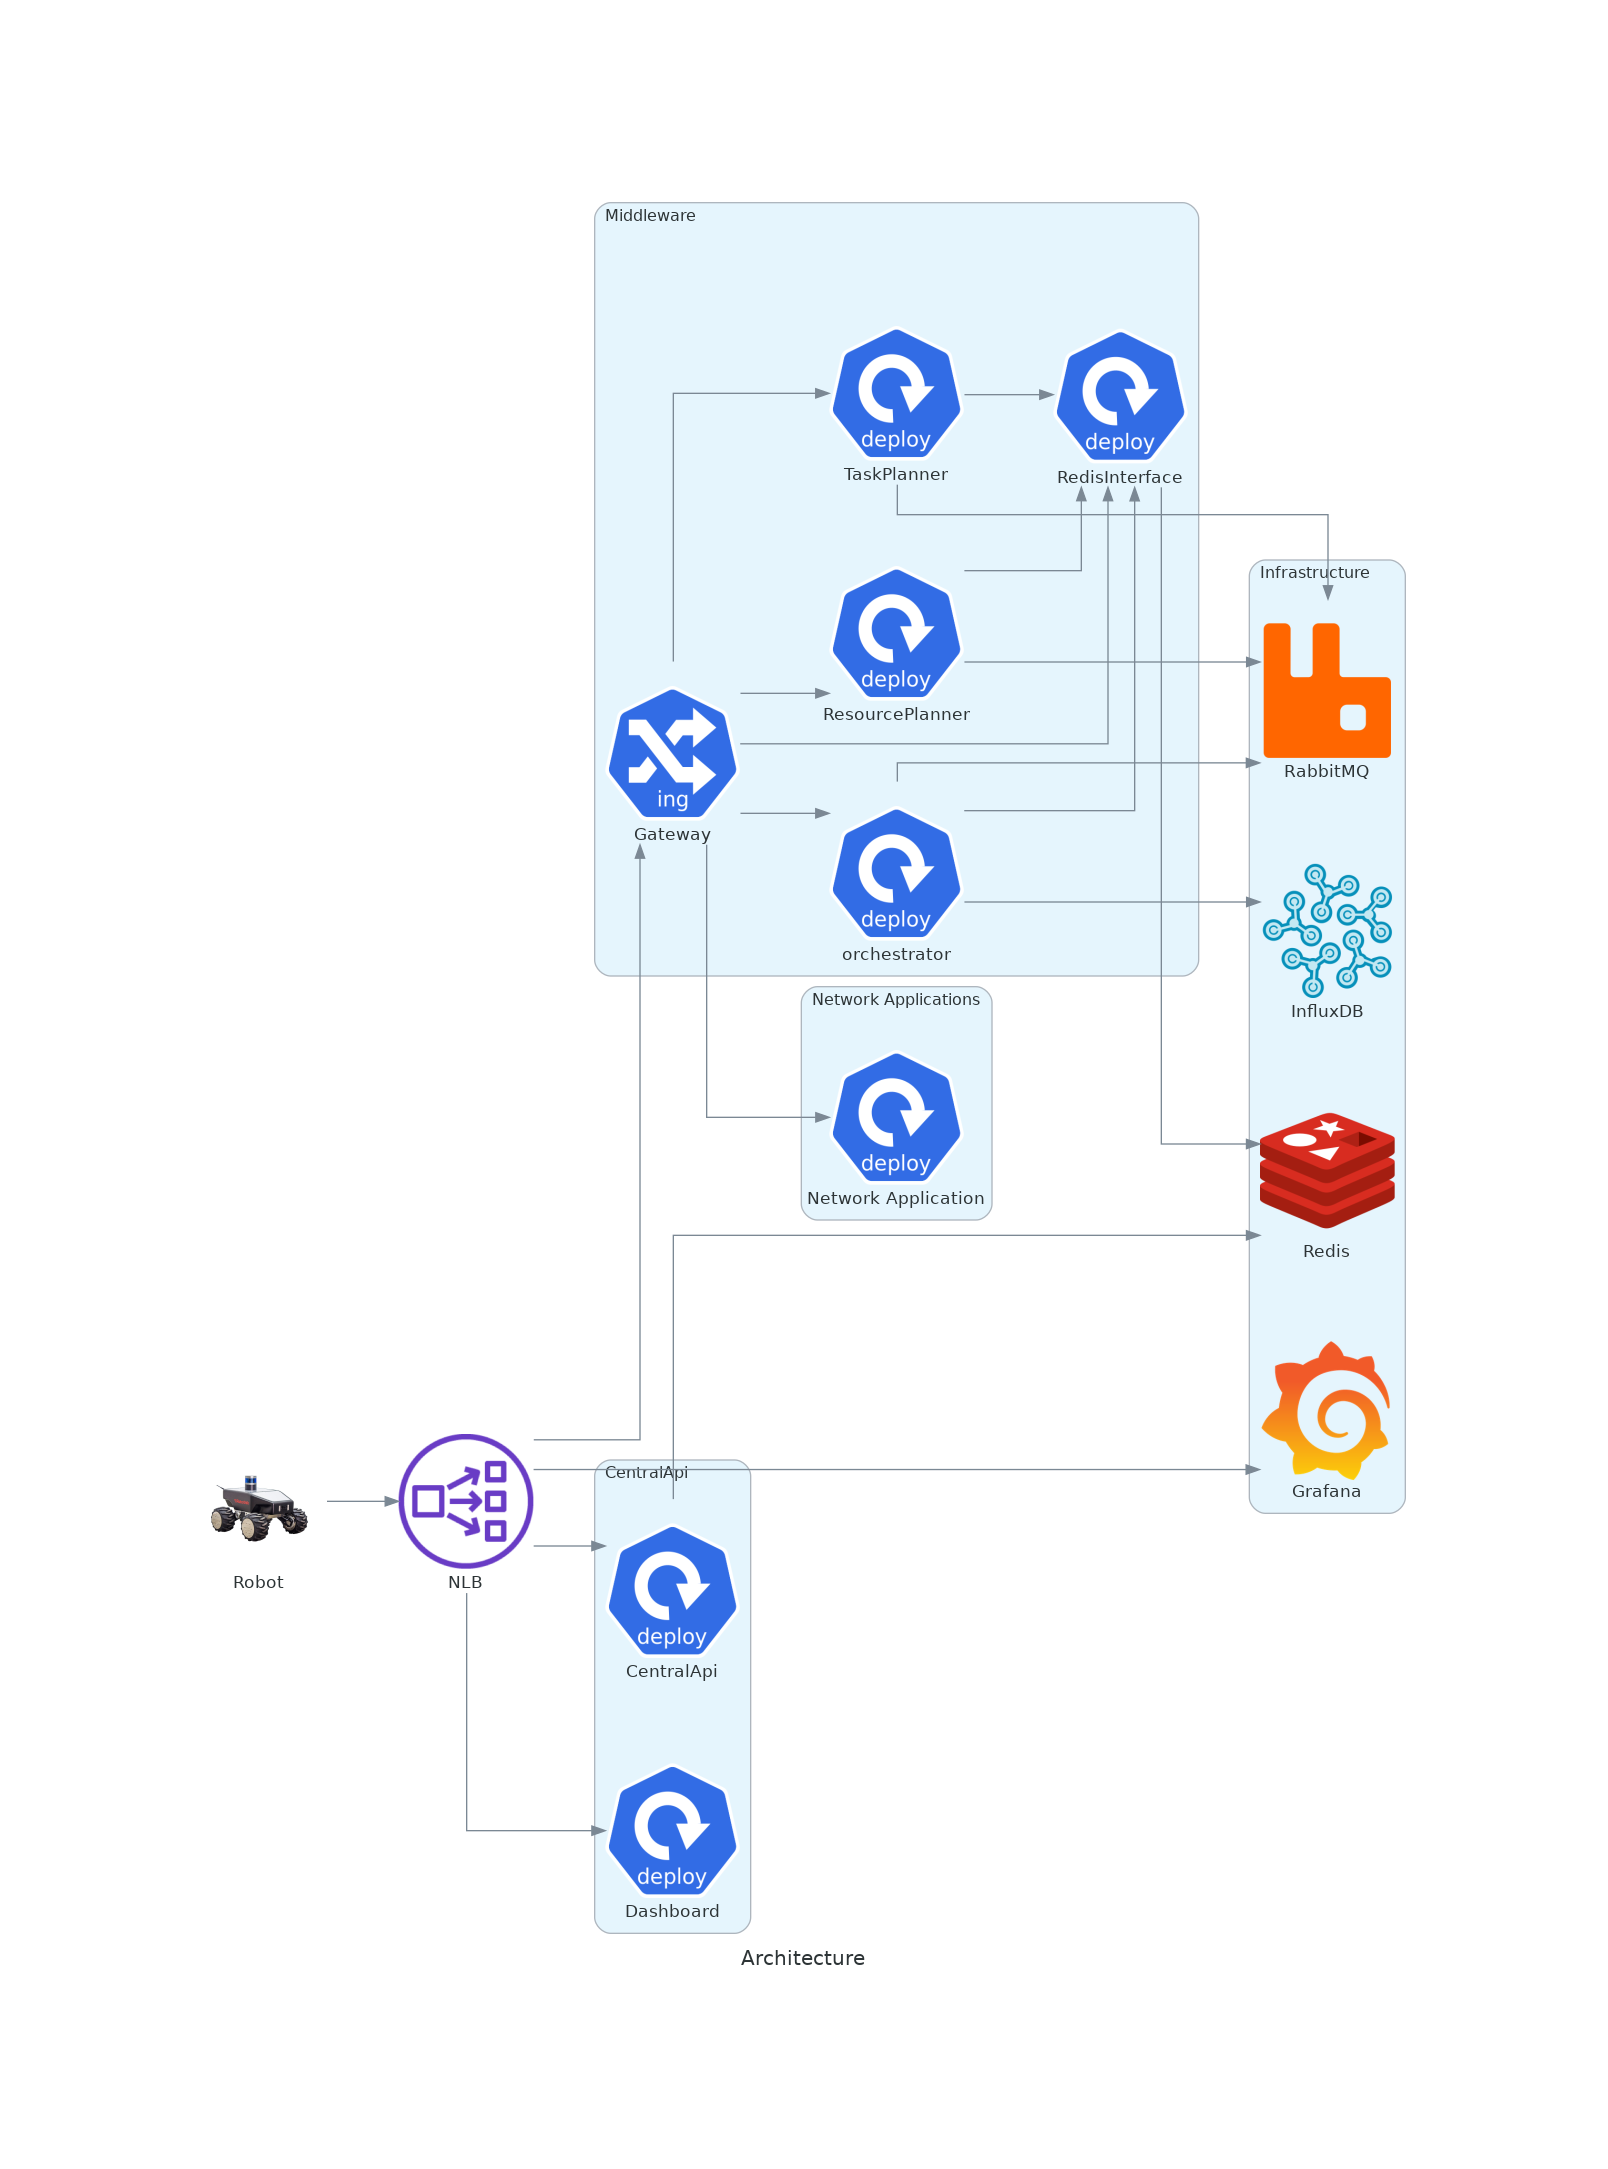 Middleware
deploy
TaskPlanner
deploy
RedisInterface
Infrastructure
deploy
ResourcePlanner
RabbitMQ
ing
Gateway
deploy
orchestrator
InfluxDB
Network Applications
deploy
Network Application
Redis
Grafana
Robot
NLB
CentralApi
deploy
CentralApi
deploy
Dashboard
Architecture